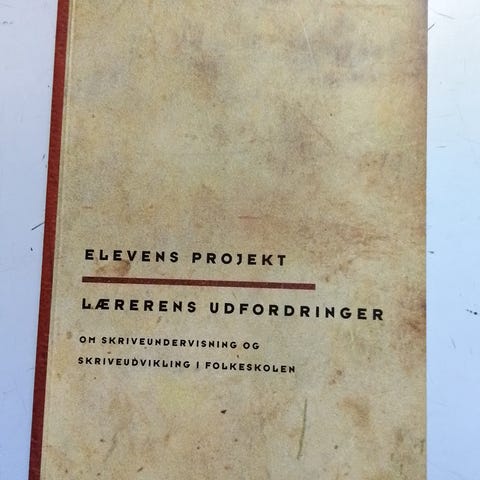 ELEVENS PROJEKT
LÆRERENS UDFORDRINGER
OM SKRIVEUNDERVISNING OG
SKRIVEUDVIKLING I FOLKESKOLEN